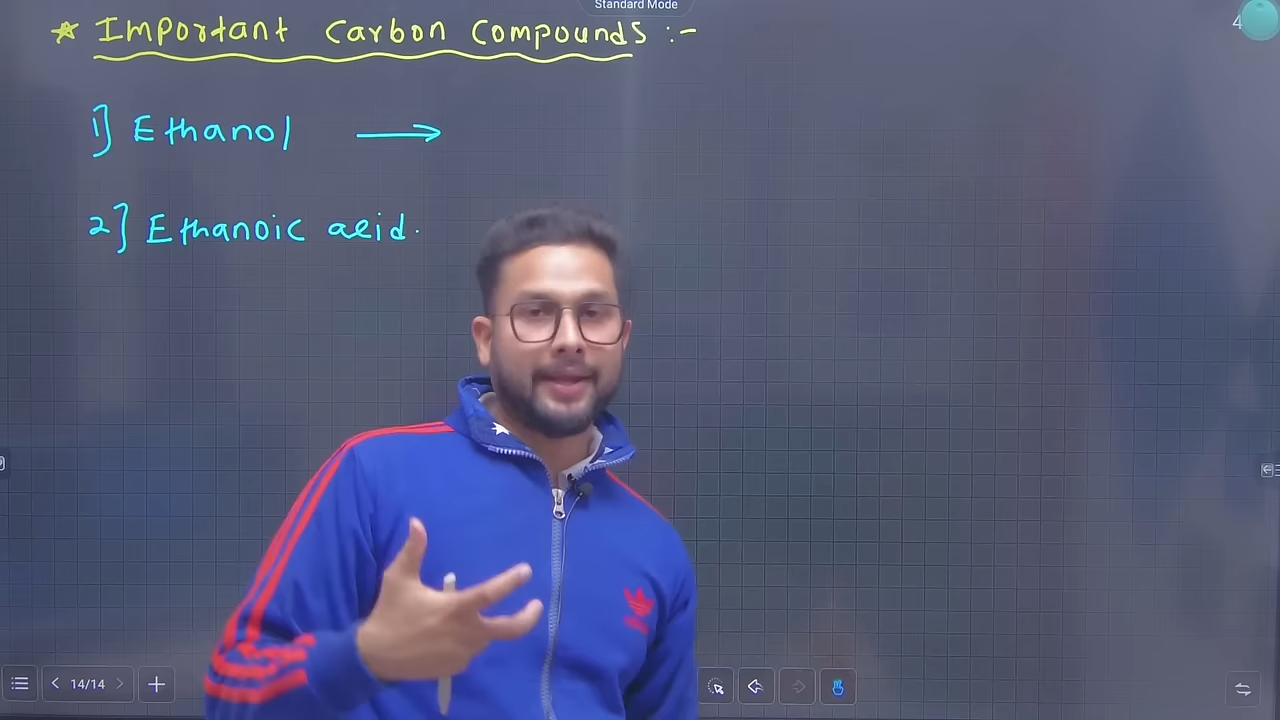 Standard Mode
* Important Carbon Compounds :-
1] Ethanol →
2] Ethanoic acid.
14/14